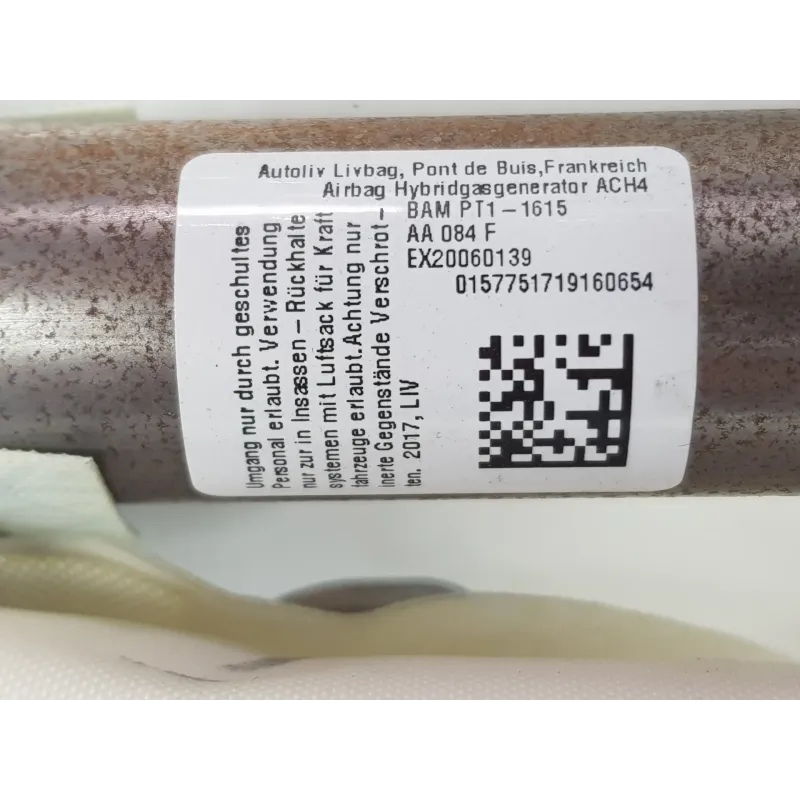 Autoliv Livbag, Pont de Buis,Frankreich
Airbag Hybridgasgenerator ACH4
BAM PT1-1615
AA 084 F
EX20060139
0157751719160654
Umgang nur durch geschultes
Personal erlaubt. Verwendung
nur zur in Insassen-Rückhalte
systemen mit Luftsack für Kraft
fahrzeuge erlaubt.Achtung nur
inerte Gegenstände Verschrot-
ten. 2017, LIV